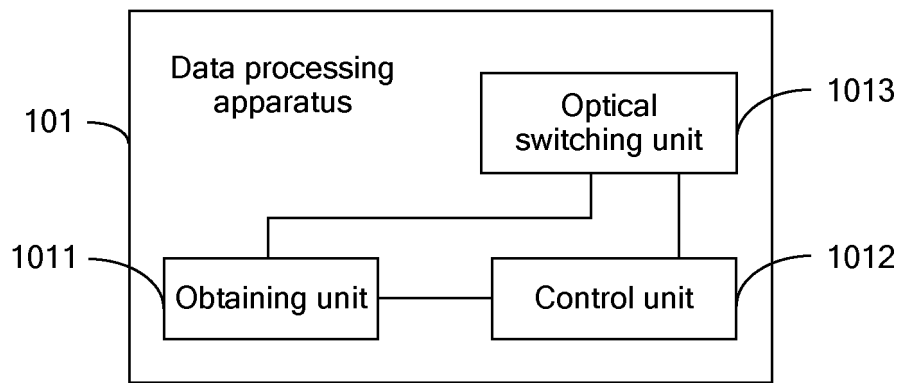 Data processing
apparatus
Optical
switching unit
1013
101
1011
Obtaining unit
Control unit
1012